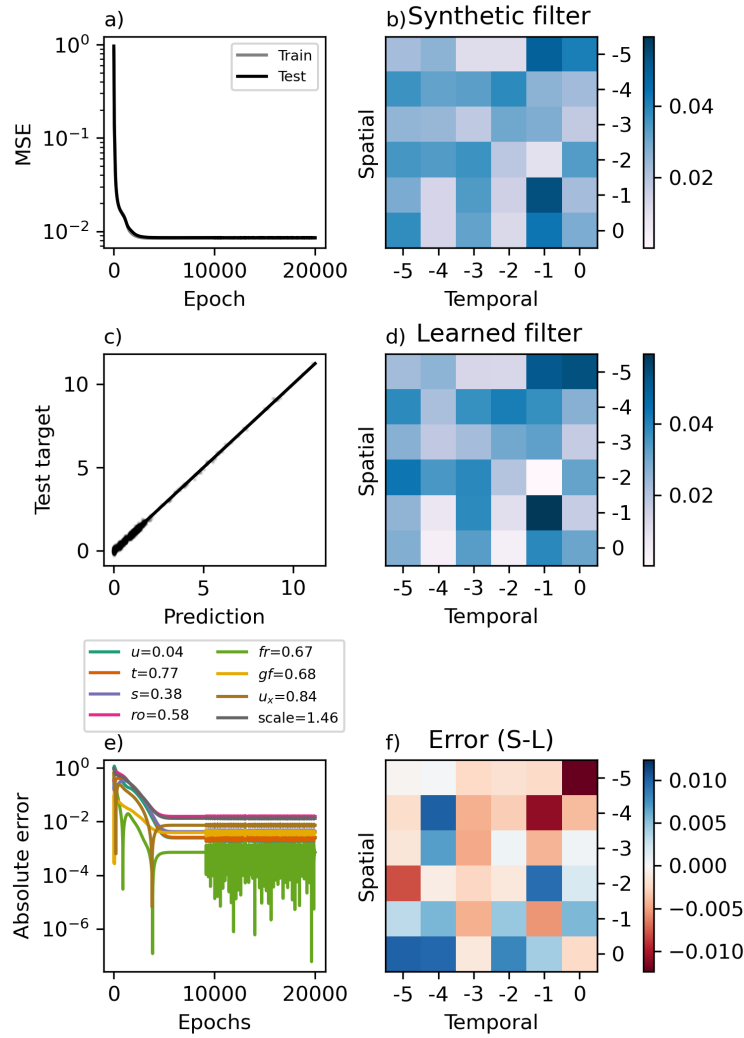 a)
10⁰
10⁻¹
10⁻²
MSE
Train
Test
0 10000 20000
Epoch
b) Synthetic filter
Spatial
-5
-4
-3
-2
-1
0
-5 -4 -3 -2 -1 0
Temporal
0.04
0.02
c)
10
5
0
Test target
0 5 10
Prediction
d) Learned filter
Spatial
-5
-4
-3
-2
-1
0
-5 -4 -3 -2 -1 0
Temporal
0.04
0.02
u=0.04
t=0.77
s=0.38
ro=0.58
fr=0.67
gf=0.68
uₓ=0.84
scale=1.46
e)
10⁰
10⁻²
10⁻⁴
10⁻⁶
Absolute error
0 10000 20000
Epochs
f) Error (S-L)
Spatial
-5
-4
-3
-2
-1
0
-5 -4 -3 -2 -1 0
Temporal
0.010
0.005
0.000
−0.005
−0.010